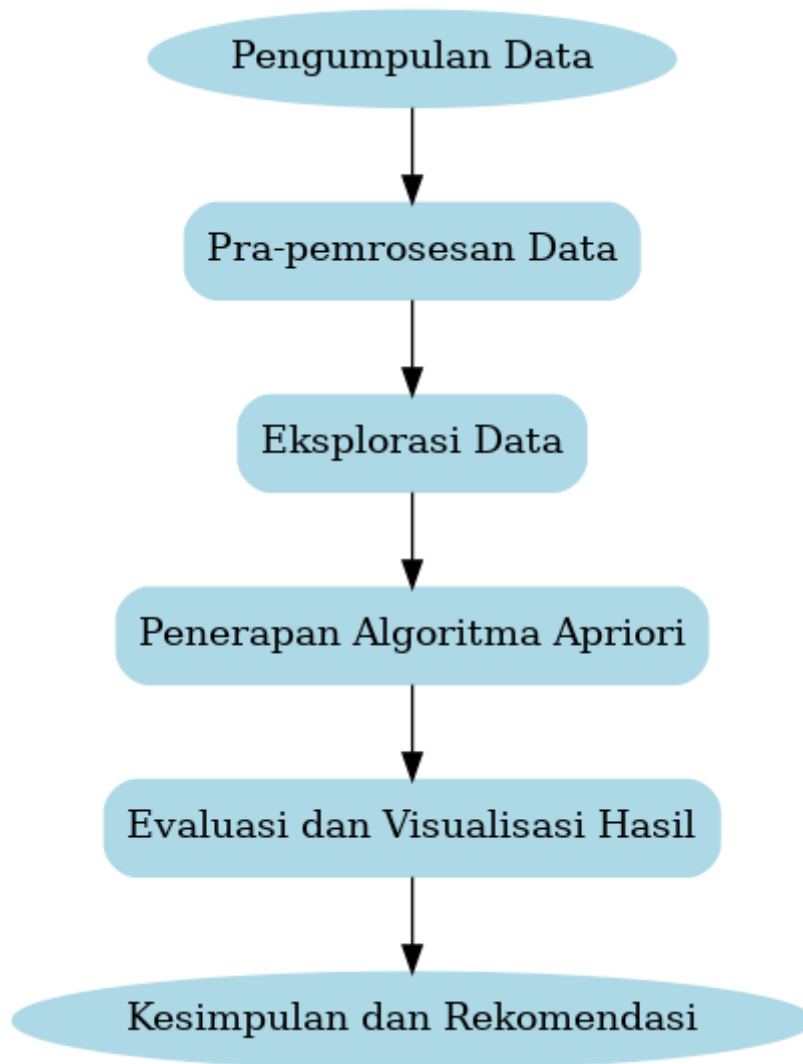 Pengumpulan Data
Pra-pemrosesan Data
Eksplorasi Data
Penerapan Algoritma Apriori
Evaluasi dan Visualisasi Hasil
Kesimpulan dan Rekomendasi